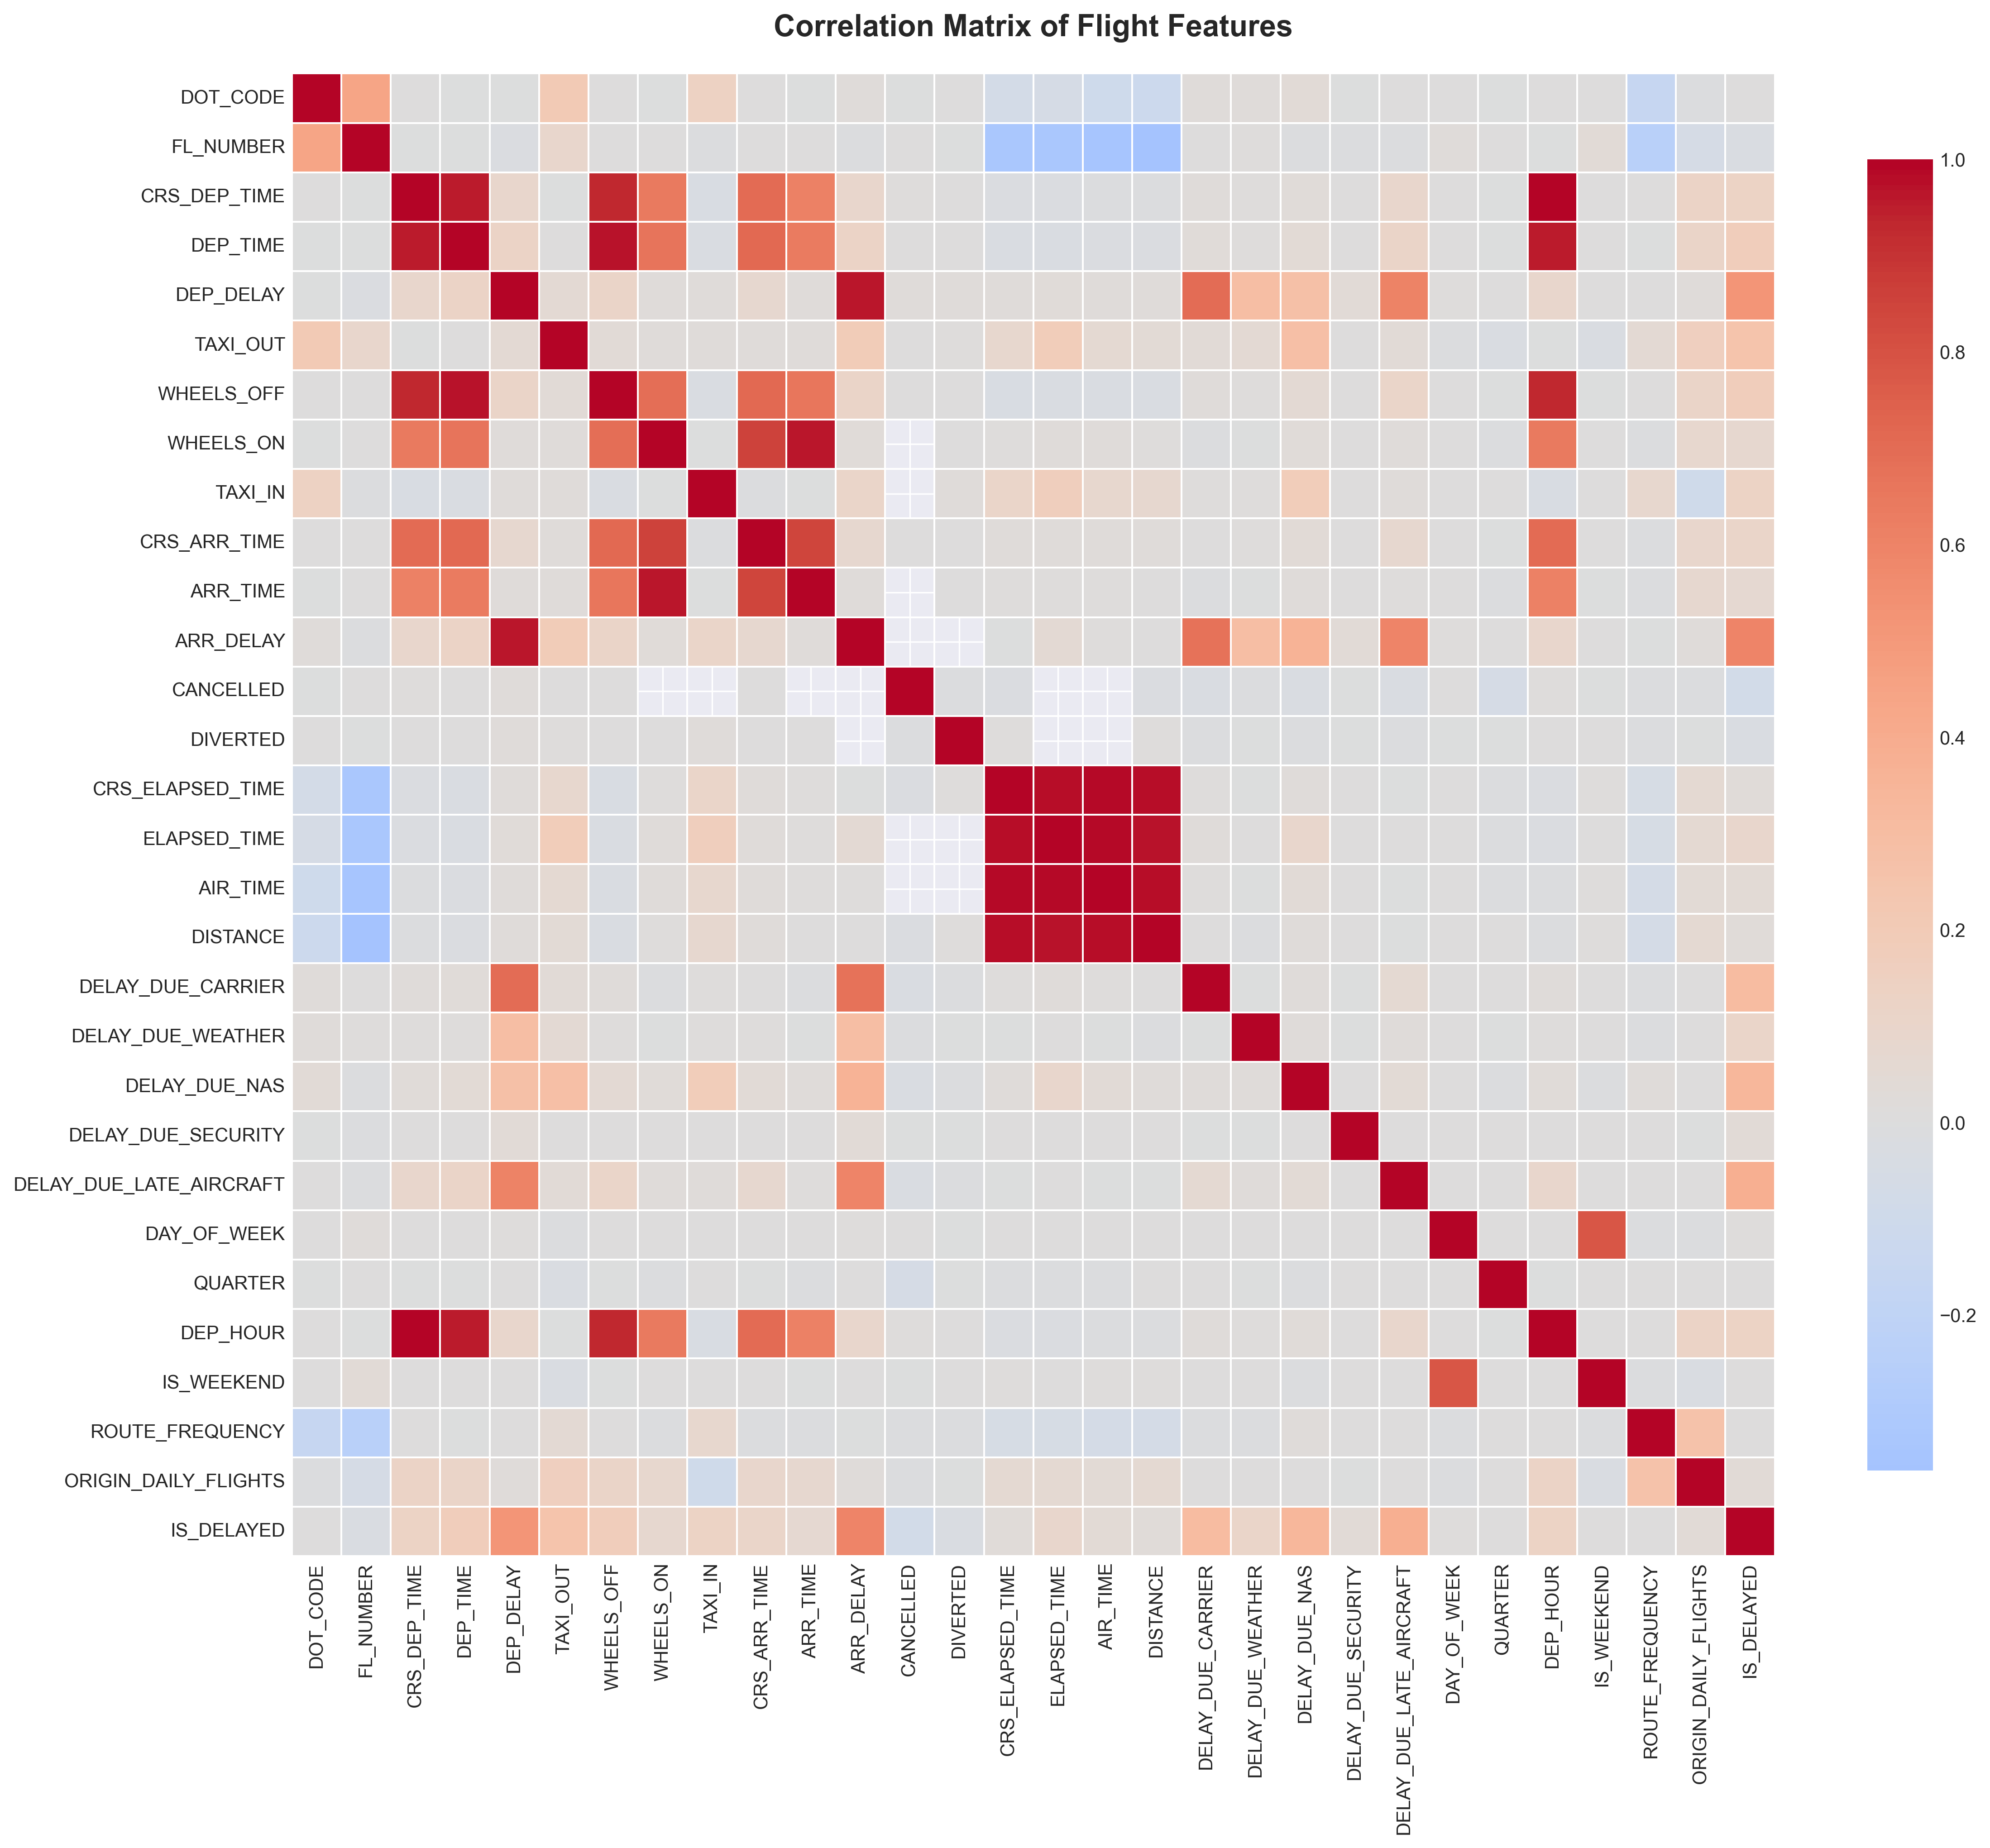 Correlation Matrix of Flight Features
DOT_CODE
FL_NUMBER
CRS_DEP_TIME
DEP_TIME
DEP_DELAY
TAXI_OUT
WHEELS_OFF
WHEELS_ON
TAXI_IN
CRS_ARR_TIME
ARR_TIME
ARR_DELAY
CANCELLED
DIVERTED
CRS_ELAPSED_TIME
ELAPSED_TIME
AIR_TIME
DISTANCE
DELAY_DUE_CARRIER
DELAY_DUE_WEATHER
DELAY_DUE_NAS
DELAY_DUE_SECURITY
DELAY_DUE_LATE_AIRCRAFT
DAY_OF_WEEK
QUARTER
DEP_HOUR
IS_WEEKEND
ROUTE_FREQUENCY
ORIGIN_DAILY_FLIGHTS
IS_DELAYED
DOT_CODE
FL_NUMBER
CRS_DEP_TIME
DEP_TIME
DEP_DELAY
TAXI_OUT
WHEELS_OFF
WHEELS_ON
TAXI_IN
CRS_ARR_TIME
ARR_TIME
ARR_DELAY
CANCELLED
DIVERTED
CRS_ELAPSED_TIME
ELAPSED_TIME
AIR_TIME
DISTANCE
DELAY_DUE_CARRIER
DELAY_DUE_WEATHER
DELAY_DUE_NAS
DELAY_DUE_SECURITY
DELAY_DUE_LATE_AIRCRAFT
DAY_OF_WEEK
QUARTER
DEP_HOUR
IS_WEEKEND
ROUTE_FREQUENCY
ORIGIN_DAILY_FLIGHTS
IS_DELAYED
1.0
0.8
0.6
0.4
0.2
0.0
−0.2